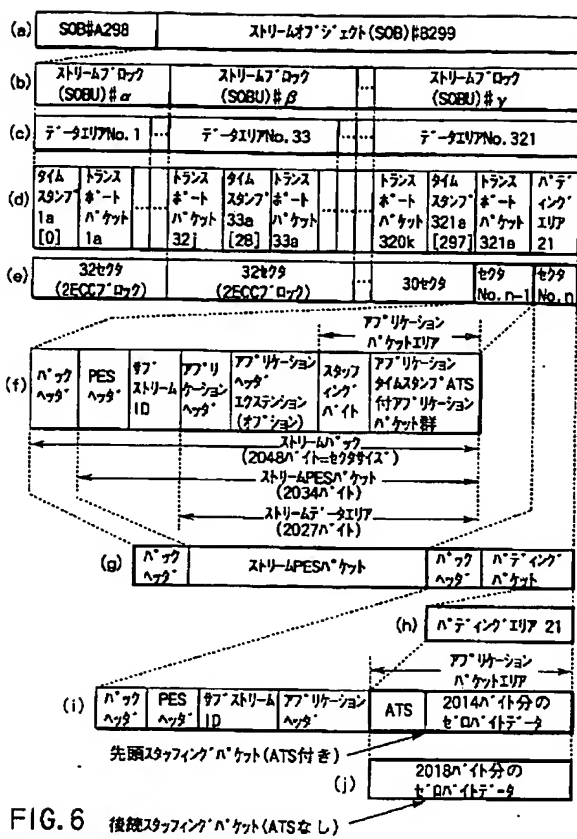 (a) SOB#A298 ストリームオブジェクト(SOB)#B299
(b) ストリームブロック (SOBU)#α ストリームブロック (SOBU)#β ストリームブロック (SOBU)#γ
(c) データエリアNo.1 データエリアNo.33 データエリアNo.321
(d) タイムスタンプ 1a [0] トランスポートパケット 1a トランスポートパケット 32j タイムスタンプ 33a [28] トランスポートパケット 33a トランスポートパケット 320k タイムスタンプ 321a [297] トランスポートパケット 321a パディングエリア 21
(e) 32セクタ (2ECCブロック) 32セクタ (2ECCブロック) 30セクタ セクタ No.n-1 セクタ No.n
アプリケーション
パケットエリア
(f) パックヘッダ PESヘッダ サブストリームID アプリケーションヘッダ アプリケーションヘッダエクステンション(オプション) スタッフィングバイト アプリケーションタイムスタンプATS付アプリケーションパケット群
ストリームパック
(2048バイト=セクタサイズ)
ストリームPESパケット
(2034バイト)
ストリームデータエリア
(2027バイト)
(g) パックヘッダ ストリームPESパケット パックヘッダ パディングパケット
(h) パディングエリア 21
アプリケーション
パケットエリア
(i) パックヘッダ PESヘッダ サブストリームID アプリケーションヘッダ ATS 2014バイト分のゼロバイトデータ
先頭スタッフィングパケット(ATS付き)
(j) 2018バイト分のゼロバイトデータ
FIG.6 後続スタッフィングパケット(ATSなし)